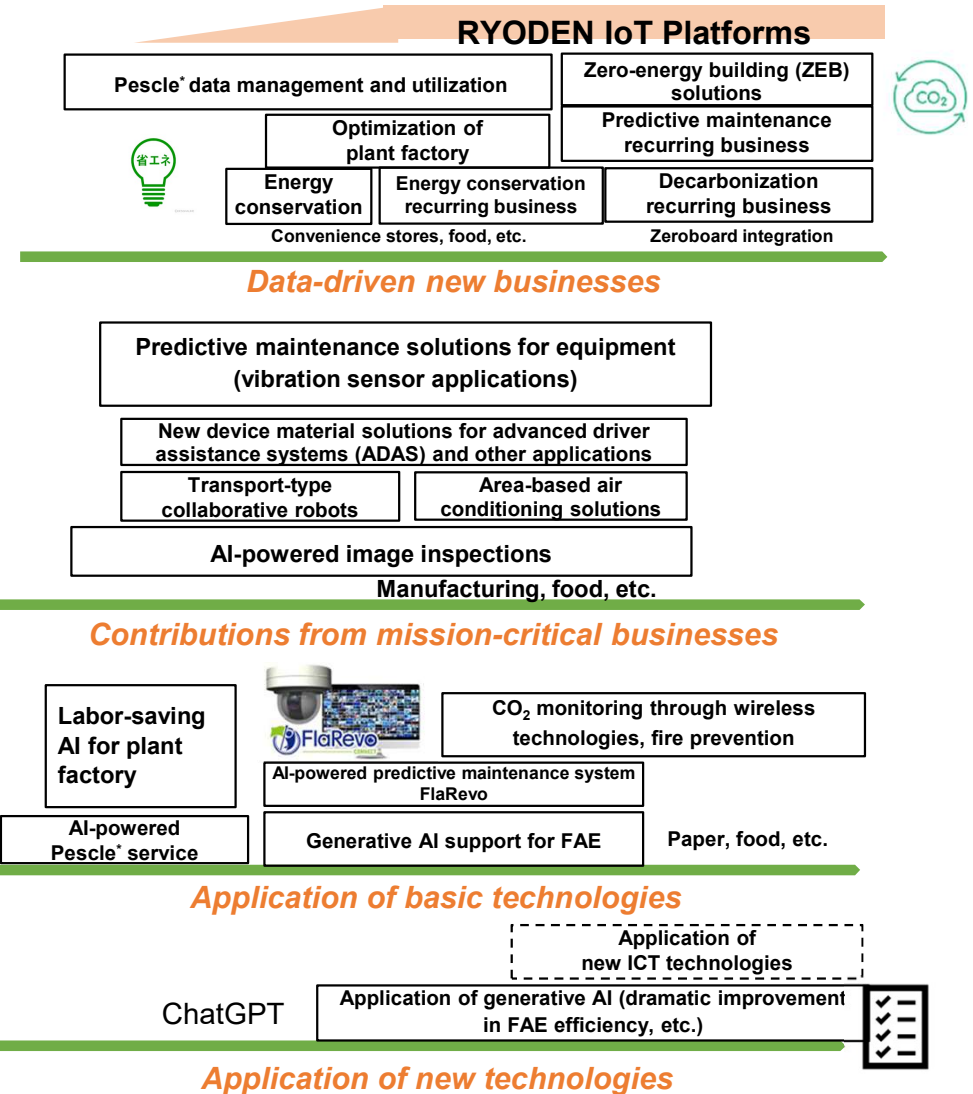 RYODEN IoT Platforms
Pescle* data management and utilization
Zero-energy building (ZEB)
solutions
CO2
Optimization of
plant factory
Predictive maintenance
recurring business
省エネ
Energy
conservation
Energy conservation
recurring business
Decarbonization
recurring business
Convenience stores, food, etc.
Zeroboard integration
Data-driven new businesses
Predictive maintenance solutions for equipment
(vibration sensor applications)
New device material solutions for advanced driver
assistance systems (ADAS) and other applications
Transport-type
collaborative robots
Area-based air
conditioning solutions
AI-powered image inspections
Manufacturing, food, etc.
Contributions from mission-critical businesses
Labor-saving
AI for plant
factory
FlaRevo
CONNECT
CO2 monitoring through wireless
technologies, fire prevention
AI-powered predictive maintenance system
FlaRevo
AI-powered
Pescle* service
Generative AI support for FAE
Paper, food, etc.
Application of basic technologies
Application of
new ICT technologies
ChatGPT
Application of generative AI (dramatic improvement
in FAE efficiency, etc.)
Application of new technologies